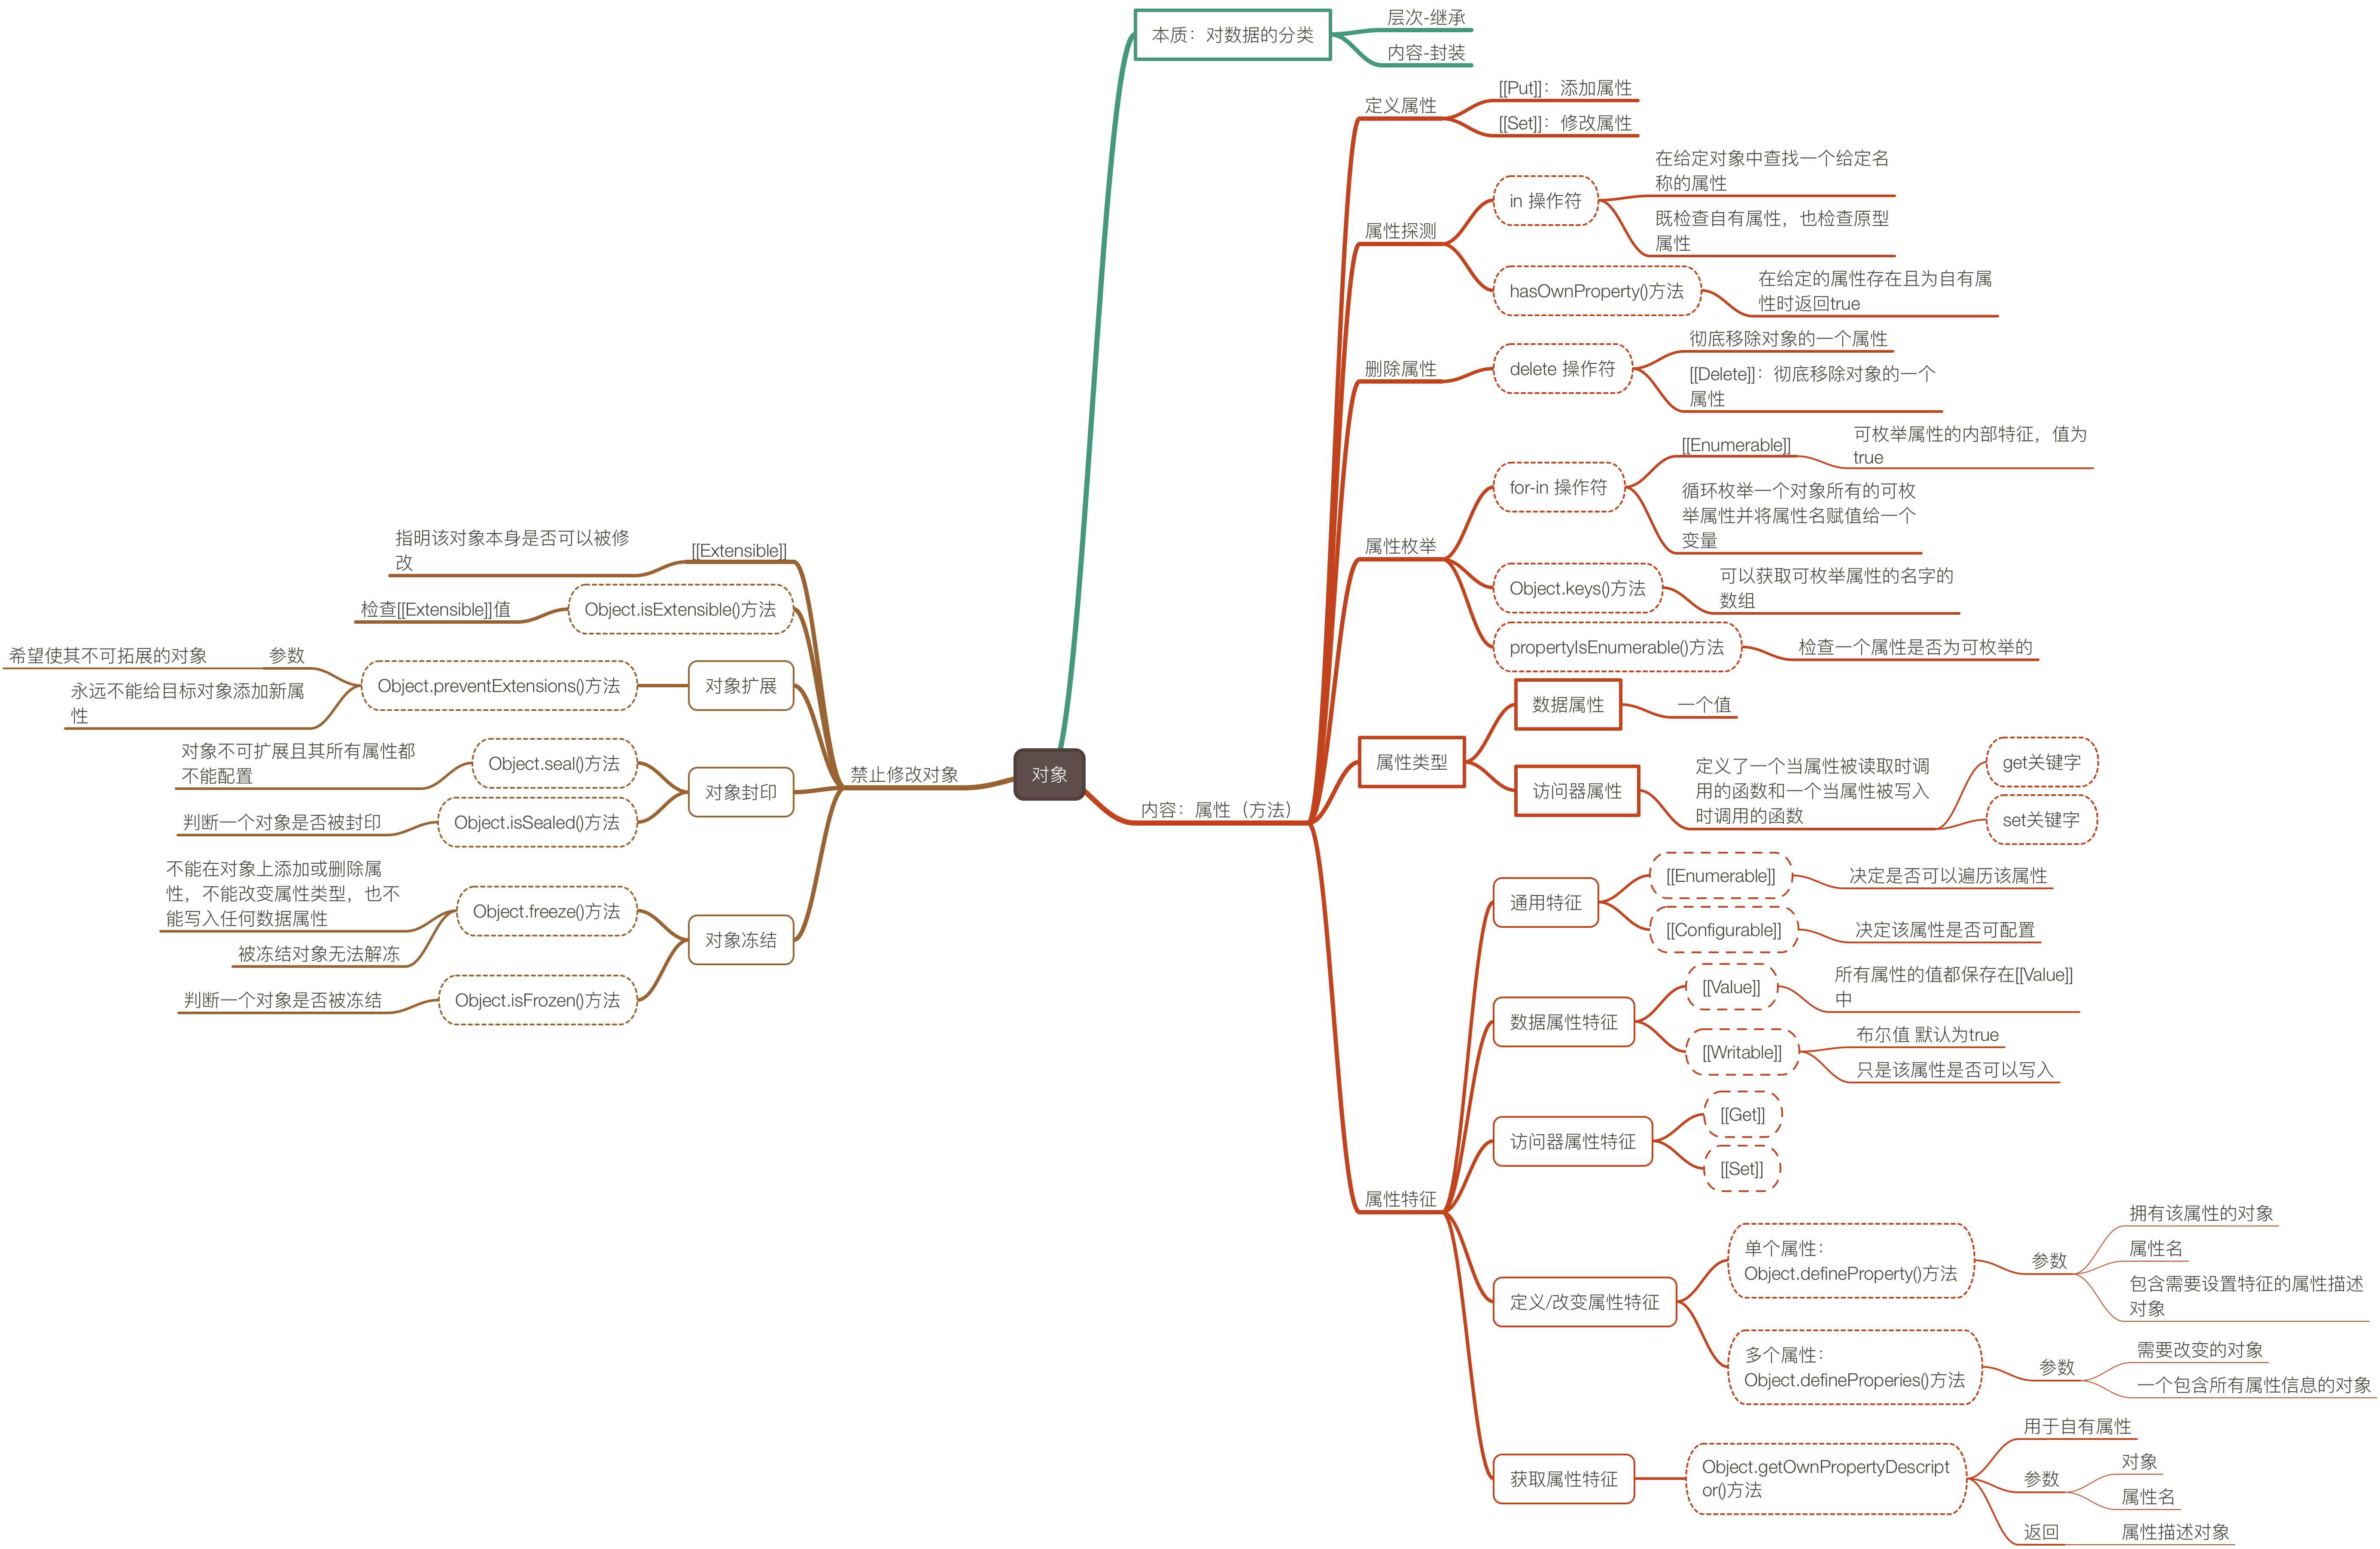 对象
本质：对数据的分类
层次-继承
内容-封装
内容：属性（方法）
定义属性
[[Put]]：添加属性
[[Set]]：修改属性
属性探测
in 操作符
在给定对象中查找一个给定名
称的属性
既检查自有属性，也检查原型
属性
hasOwnProperty()方法
在给定的属性存在且为自有属
性时返回true
删除属性
delete 操作符
彻底移除对象的一个属性
[[Delete]]：彻底移除对象的一个
属性
属性枚举
for-in 操作符
[[Enumerable]]
可枚举属性的内部特征，值为
true
循环枚举一个对象所有的可枚
举属性并将属性名赋值给一个
变量
Object.keys()方法
可以获取可枚举属性的名字的
数组
propertyIsEnumerable()方法
检查一个属性是否为可枚举的
属性类型
数据属性
一个值
访问器属性
定义了一个当属性被读取时调
用的函数和一个当属性被写入
时调用的函数
get关键字
set关键字
属性特征
通用特征
[[Enumerable]]
决定是否可以遍历该属性
[[Configurable]]
决定该属性是否可配置
数据属性特征
[[Value]]
所有属性的值都保存在[[Value]]
中
[[Writable]]
布尔值 默认为true
只是该属性是否可以写入
访问器属性特征
[[Get]]
[[Set]]
定义/改变属性特征
单个属性：
Object.defineProperty()方法
参数
拥有该属性的对象
属性名
包含需要设置特征的属性描述
对象
多个属性：
Object.defineProperies()方法
参数
需要改变的对象
一个包含所有属性信息的对象
获取属性特征
Object.getOwnPropertyDescript
or()方法
用于自有属性
参数
对象
属性名
返回
属性描述对象
禁止修改对象
[[Extensible]]
指明该对象本身是否可以被修
改
Object.isExtensible()方法
检查[[Extensible]]值
对象扩展
Object.preventExtensions()方法
参数
希望使其不可拓展的对象
永远不能给目标对象添加新属
性
对象封印
Object.seal()方法
对象不可扩展且其所有属性都
不能配置
Object.isSealed()方法
判断一个对象是否被封印
对象冻结
Object.freeze()方法
不能在对象上添加或删除属
性，不能改变属性类型，也不
能写入任何数据属性
被冻结对象无法解冻
Object.isFrozen()方法
判断一个对象是否被冻结